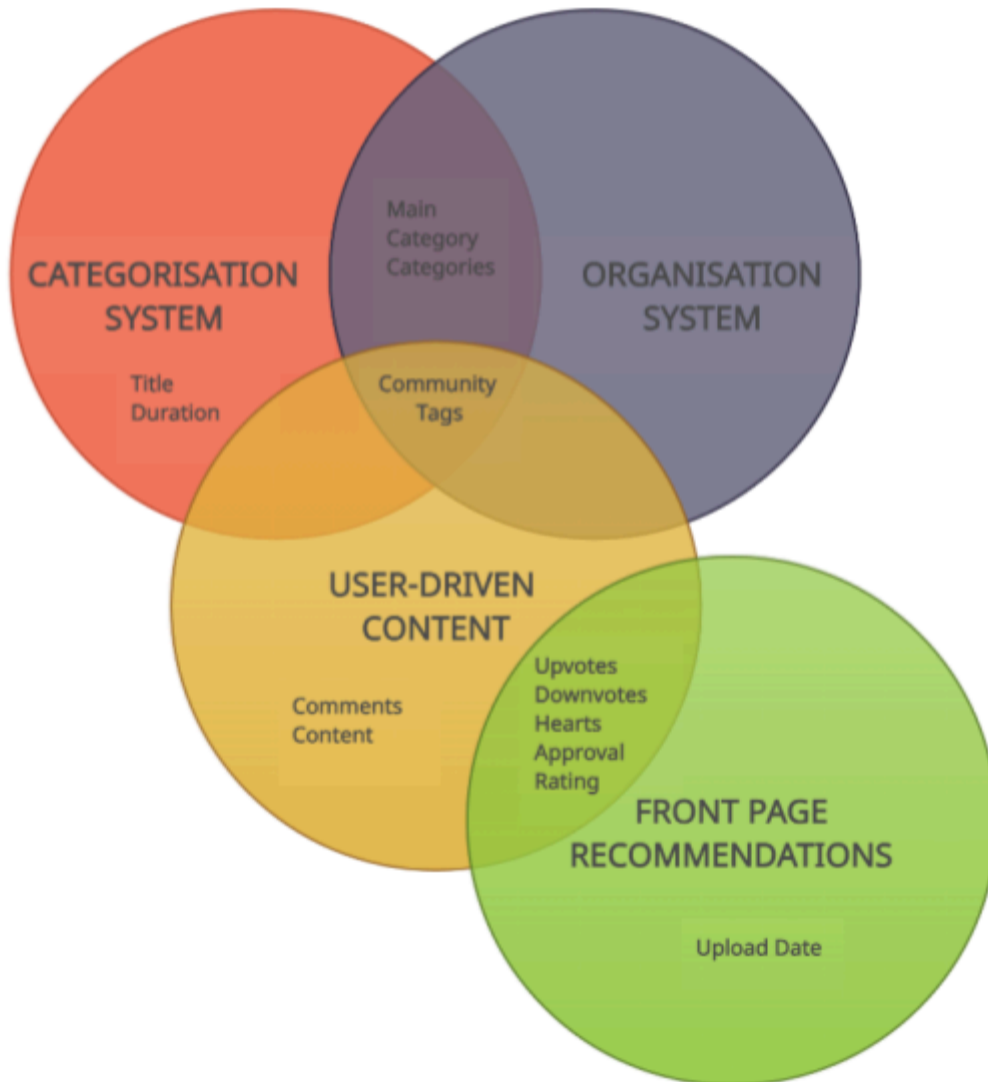 Main
Category
Categories
CATEGORISATION
SYSTEM
ORGANISATION
SYSTEM
Title
Duration
Community
Tags
USER-DRIVEN
CONTENT
Comments
Content
Upvotes
Downvotes
Hearts
Approval
Rating
FRONT PAGE
RECOMMENDATIONS
Upload Date